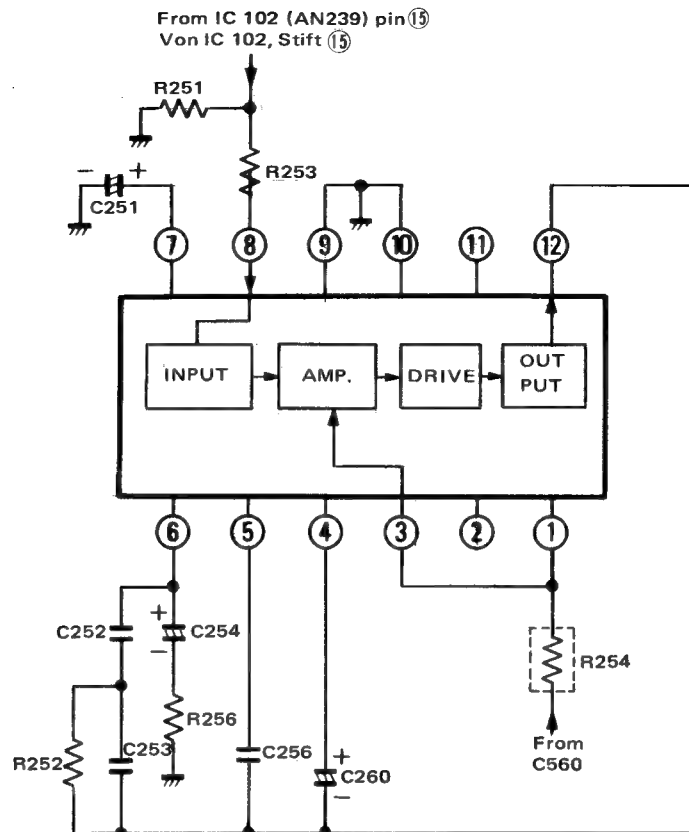 From IC 102 (AN239) pin⑮
Von IC 102, Stift ⑮
R251
R253
− +
C251
⑦ ⑧ ⑨ ⑩ ⑪ ⑫
INPUT
AMP.
DRIVE
OUT
PUT
⑥ ⑤ ④ ③ ② ①
C252
+
C254
−
R254
R256
R252
C253
C256
+
C260
−
From
C560